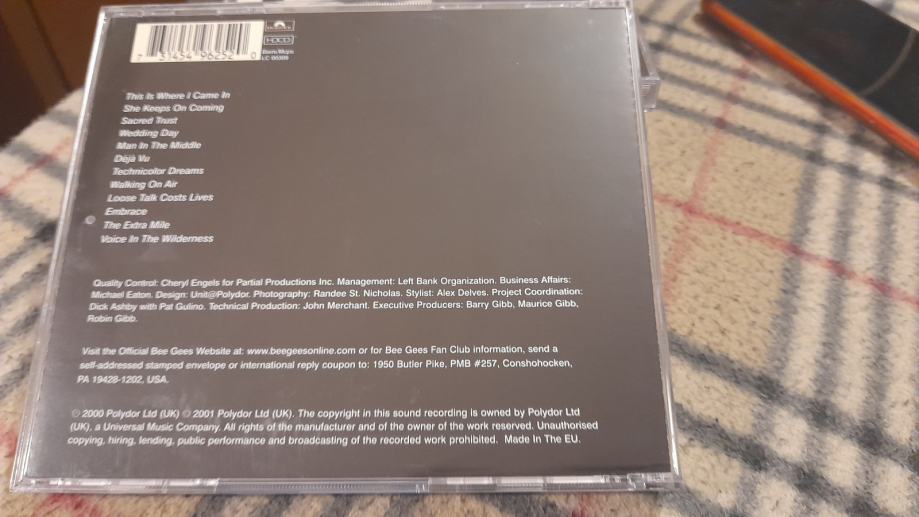 7 31454 96252 0
HDCD
LC 00309
This Is Where I Came In
She Keeps On Coming
Sacred Trust
Wedding Day
Man In The Middle
Déjà Vu
Technicolor Dreams
Walking On Air
Loose Talk Costs Lives
Embrace
The Extra Mile
Voice In The Wilderness
Quality Control: Cheryl Engels for Partial Productions Inc. Management: Left Bank Organization. Business Affairs:
Michael Eaton. Design: Unit@Polydor. Photography: Randee St. Nicholas. Stylist: Alex Delves. Project Coordination:
Dick Ashby with Pat Gulino. Technical Production: John Merchant. Executive Producers: Barry Gibb, Maurice Gibb,
Robin Gibb.
Visit the Official Bee Gees Website at: www.beegeesonline.com or for Bee Gees Fan Club information, send a
self-addressed stamped envelope or international reply coupon to: 1950 Butler Pike, PMB #257, Conshohocken,
PA 19428-1202, USA.
℗ 2000 Polydor Ltd (UK) © 2001 Polydor Ltd (UK). The copyright in this sound recording is owned by Polydor Ltd
(UK), a Universal Music Company. All rights of the manufacturer and of the owner of the work reserved. Unauthorised
copying, hiring, lending, public performance and broadcasting of the recorded work prohibited. Made In The EU.